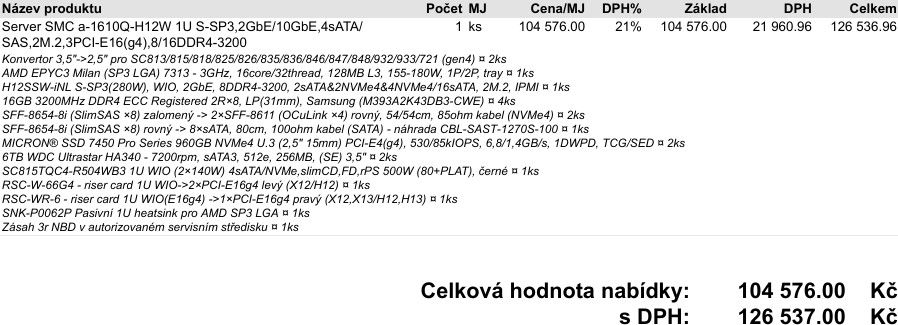 Název produktu Počet MJ Cena/MJ DPH% Základ DPH Celkem
Server SMC a-1610Q-H12W 1U S-SP3,2GbE/10GbE,4sATA/ 1 ks 104 576.00 21% 104 576.00 21 960.96 126 536.96
SAS,2M.2,3PCI-E16(g4),8/16DDR4-3200
Konvertor 3,5"->2,5" pro SC813/815/818/825/826/835/836/846/847/848/932/933/721 (gen4) ¤ 2ks
AMD EPYC3 Milan (SP3 LGA) 7313 - 3GHz, 16core/32thread, 128MB L3, 155-180W, 1P/2P, tray ¤ 1ks
H12SSW-iNL S-SP3(280W), WIO, 2GbE, 8DDR4-3200, 2sATA&2NVMe4&4NVMe4/16sATA, 2M.2, IPMI ¤ 1ks
16GB 3200MHz DDR4 ECC Registered 2R×8, LP(31mm), Samsung (M393A2K43DB3-CWE) ¤ 4ks
SFF-8654-8i (SlimSAS ×8) zalomený -> 2×SFF-8611 (OCuLink ×4) rovný, 54/54cm, 85ohm kabel (NVMe4) ¤ 2ks
SFF-8654-8i (SlimSAS ×8) rovný -> 8×sATA, 80cm, 100ohm kabel (SATA) - náhrada CBL-SAST-1270S-100 ¤ 1ks
MICRON® SSD 7450 Pro Series 960GB NVMe4 U.3 (2,5" 15mm) PCI-E4(g4), 530/85kIOPS, 6,8/1,4GB/s, 1DWPD, TCG/SED ¤ 2ks
6TB WDC Ultrastar HA340 - 7200rpm, sATA3, 512e, 256MB, (SE) 3,5" ¤ 2ks
SC815TQC4-R504WB3 1U WIO (2×140W) 4sATA/NVMe,slimCD,FD,rPS 500W (80+PLAT), černé ¤ 1ks
RSC-W-66G4 - riser card 1U WIO->2×PCI-E16g4 levý (X12/H12) ¤ 1ks
RSC-WR-6 - riser card 1U WIO(E16g4) ->1×PCI-E16g4 pravý (X12,X13/H12,H13) ¤ 1ks
SNK-P0062P Pasivní 1U heatsink pro AMD SP3 LGA ¤ 1ks
Zásah 3r NBD v autorizovaném servisním středisku ¤ 1ks
Celková hodnota nabídky: 104 576.00 Kč
s DPH: 126 537.00 Kč